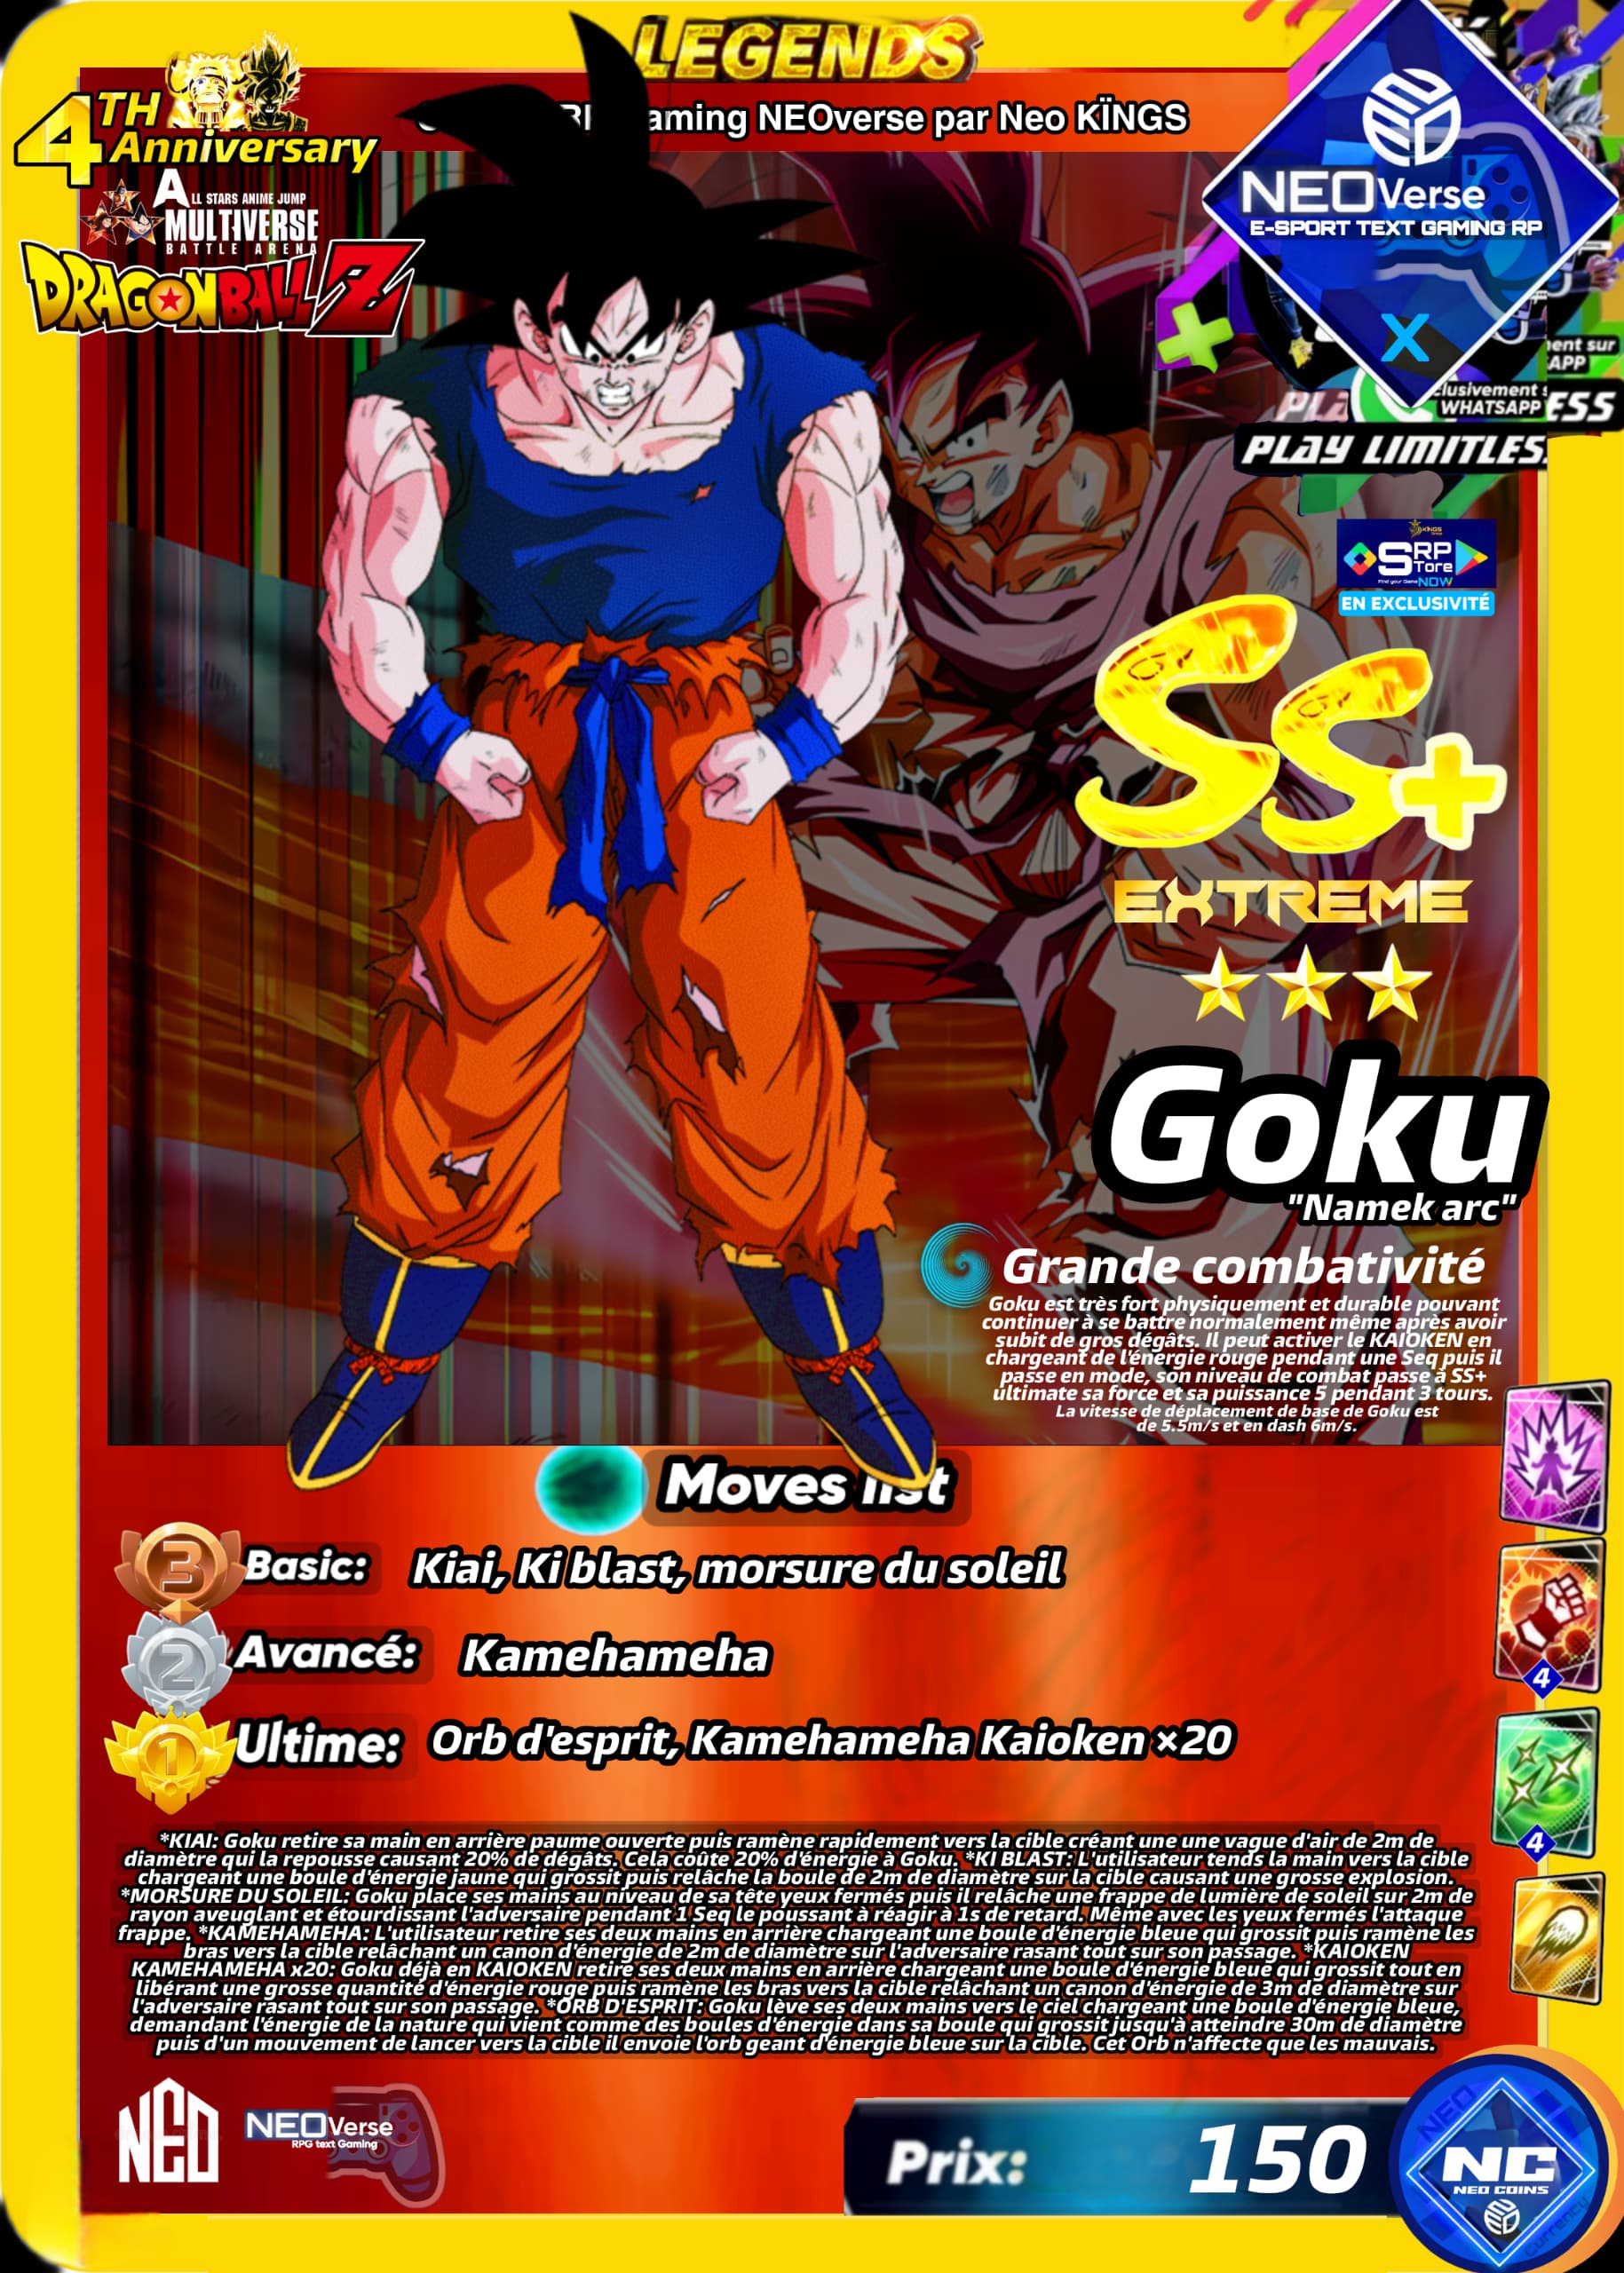 LEGENDS
4TH
Anniversary
aming NEOverse par Neo KÏNGS
ALL STARS ANIME JUMP
MULTIVERSE
BATTLE ARENA
DRAGONBALL Z
NEOVerse
E-SPORT TEXT GAMING RP
X
ent sur
APP
lusivement s
WHATSAPP
ESS
PLAY LIMITLES
SRP
Tore
Find your Game NOW
EN EXCLUSIVITÉ
SS+
EXTREME
Goku
"Namek arc"
Grande combativité
Goku est très fort physiquement et durable pouvant
continuer à se battre normalement même après avoir
subit de gros dégâts. Il peut activer le KAIOKEN en
chargeant de l'énergie rouge pendant une Seq puis il
passe en mode, son niveau de combat passe à SS+
ultimate sa force et sa puissance 5 pendant 3 tours.
La vitesse de déplacement de base de Goku est
de 5.5m/s et en dash 6m/s.
Moves list
3 Basic: Kiai, Ki blast, morsure du soleil
4
2 Avancé: Kamehameha
1 Ultime: Orb d'esprit, Kamehameha Kaioken ×20
4
*KIAI: Goku retire sa main en arrière paume ouverte puis ramène rapidement vers la cible créant une une vague d'air de 2m de
diamètre qui la repousse causant 20% de dégâts. Cela coûte 20% d'énergie à Goku. *KI BLAST: L'utilisateur tends la main vers la cible
chargeant une boule d'énergie jaune qui grossit puis relâche la boule de 2m de diamètre sur la cible causant une grosse explosion.
*MORSURE DU SOLEIL: Goku place ses mains au niveau de sa tête yeux fermés puis il relâche une frappe de lumière de soleil sur 2m de
rayon aveuglant et étourdissant l'adversaire pendant 1 Seq le poussant à réagir à 1s de retard. Même avec les yeux fermés l'attaque
frappe. *KAMEHAMEHA: L'utilisateur retire ses deux mains en arrière chargeant une boule d'énergie bleue qui grossit puis ramène les
bras vers la cible relâchant un canon d'énergie de 2m de diamètre sur l'adversaire rasant tout sur son passage. *KAIOKEN
KAMEHAMEHA x20: Goku déjà en KAIOKEN retire ses deux mains en arrière chargeant une boule d'énergie bleue qui grossit tout en
libérant une grosse quantité d'énergie rouge puis ramène les bras vers la cible relâchant un canon d'énergie de 3m de diamètre sur
l'adversaire rasant tout sur son passage. *ORB D'ESPRIT: Goku lève ses deux mains vers le ciel chargeant une boule d'énergie bleue,
demandant l'énergie de la nature qui vient comme des boules d'énergie dans sa boule qui grossit jusqu'à atteindre 30m de diamètre
puis d'un mouvement de lancer vers la cible il envoie l'orb geant d'énergie bleue sur la cible. Cet Orb n'affecte que les mauvais.
NEO
NEOVerse
RPG text Gaming
Prix: 150
NC
NEO COINS